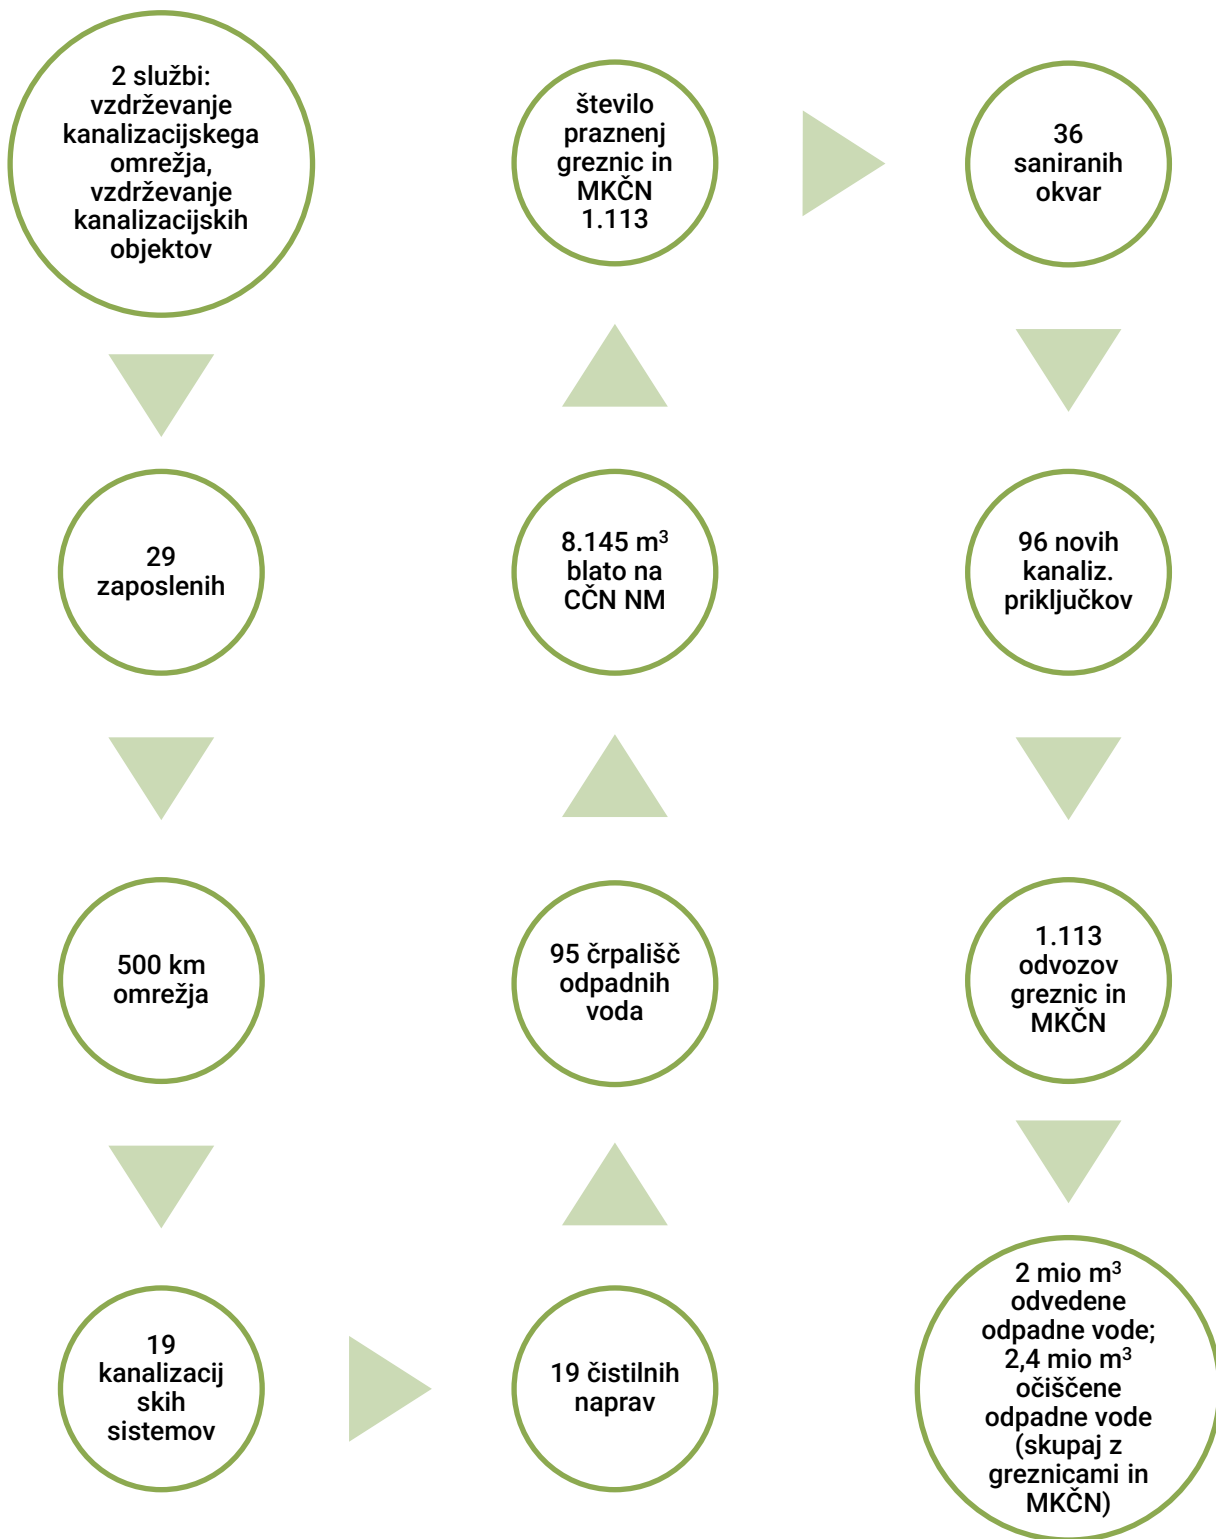 2 službi:
vzdrževanje
kanalizacijskega
omrežja,
vzdrževanje
kanalizacijskih
objektov
29
zaposlenih
500 km
omrežja
19
kanalizacij
skih
sistemov
19 čistilnih
naprav
95 črpališč
odpadnih
voda
8.145 m³
blato na
CČN NM
število
praznenj
greznic in
MKČN
1.113
36
saniranih
okvar
96 novih
kanaliz.
priključkov
1.113
odvozov
greznic in
MKČN
2 mio m³
odvedene
odpadne vode;
2,4 mio m³
očiščene
odpadne vode
(skupaj z
greznicami in
MKČN)